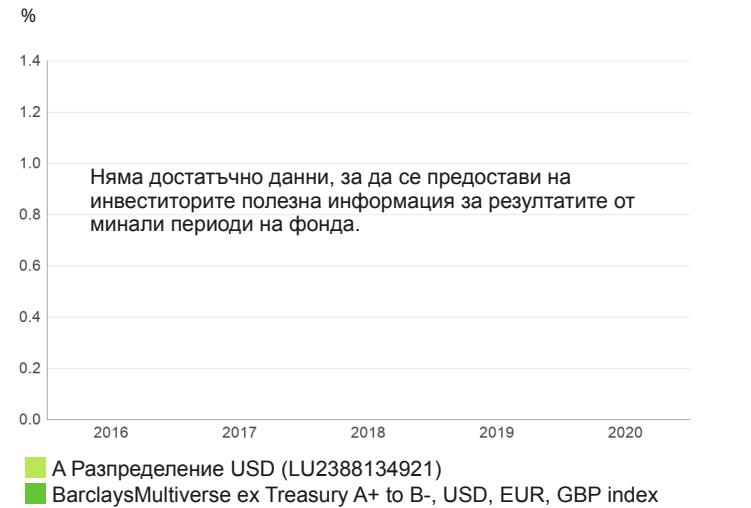 %
1.4
1.2
1.0
Няма достатъчно данни, за да се предостави на
инвеститорите полезна информация за резултатите от
0.8
минали периоди на фонда.
0.6
0.4
0.2
0.0
2016 2017 2018 2019 2020
А Разпределение USD (LU2388134921)
BarclaysMultiverse ex Treasury A+ to B-, USD, EUR, GBP index